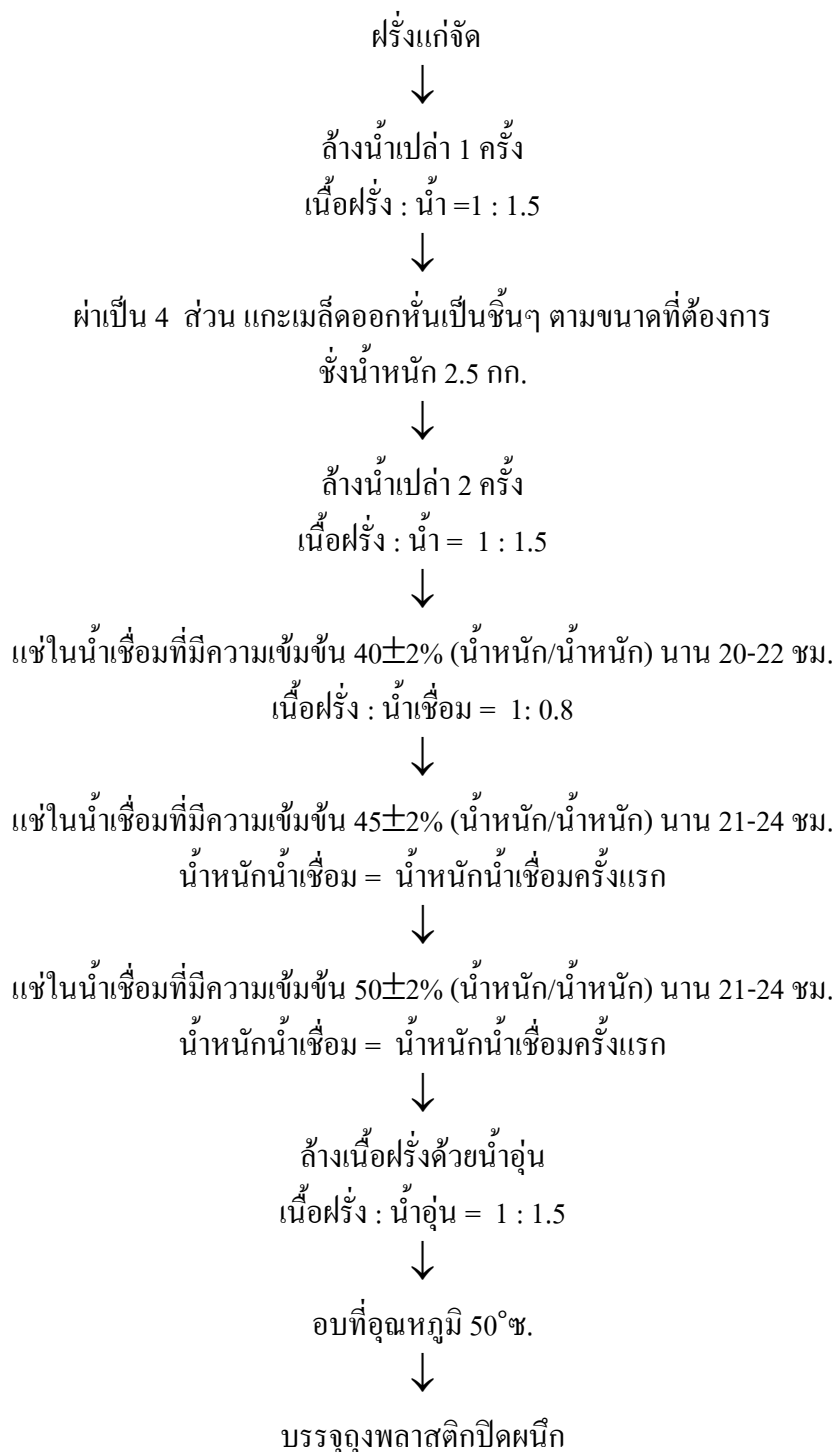 ฝรั่งแก่จัด
↓
ล้างน้ำเปล่า 1 ครั้ง
เนื้อฝรั่ง : น้ำ =1 : 1.5
↓
ผ่าเป็น 4  ส่วน แกะเมล็ดออกหั่นเป็นชิ้นๆ ตามขนาดที่ต้องการ
ชั่งน้ำหนัก 2.5 กก.
↓
ล้างน้ำเปล่า 2 ครั้ง
เนื้อฝรั่ง : น้ำ =  1 : 1.5
↓
แช่ในน้ำเชื่อมที่มีความเข้มข้น 40±2% (น้ำหนัก/น้ำหนัก) นาน 20-22 ชม.
เนื้อฝรั่ง : น้ำเชื่อม =  1: 0.8
↓
แช่ในน้ำเชื่อมที่มีความเข้มข้น 45±2% (น้ำหนัก/น้ำหนัก) นาน 21-24 ชม.
น้ำหนักน้ำเชื่อม =  น้ำหนักน้ำเชื่อมครั้งแรก
↓
แช่ในน้ำเชื่อมที่มีความเข้มข้น 50±2% (น้ำหนัก/น้ำหนัก) นาน 21-24 ชม.
น้ำหนักน้ำเชื่อม =  น้ำหนักน้ำเชื่อมครั้งแรก
↓
ล้างเนื้อฝรั่งด้วยน้ำอุ่น
เนื้อฝรั่ง : น้ำอุ่น =  1 : 1.5
↓
อบที่อุณหภูมิ 50°ซ.
↓
บรรจุถุงพลาสติกปิดผนึก